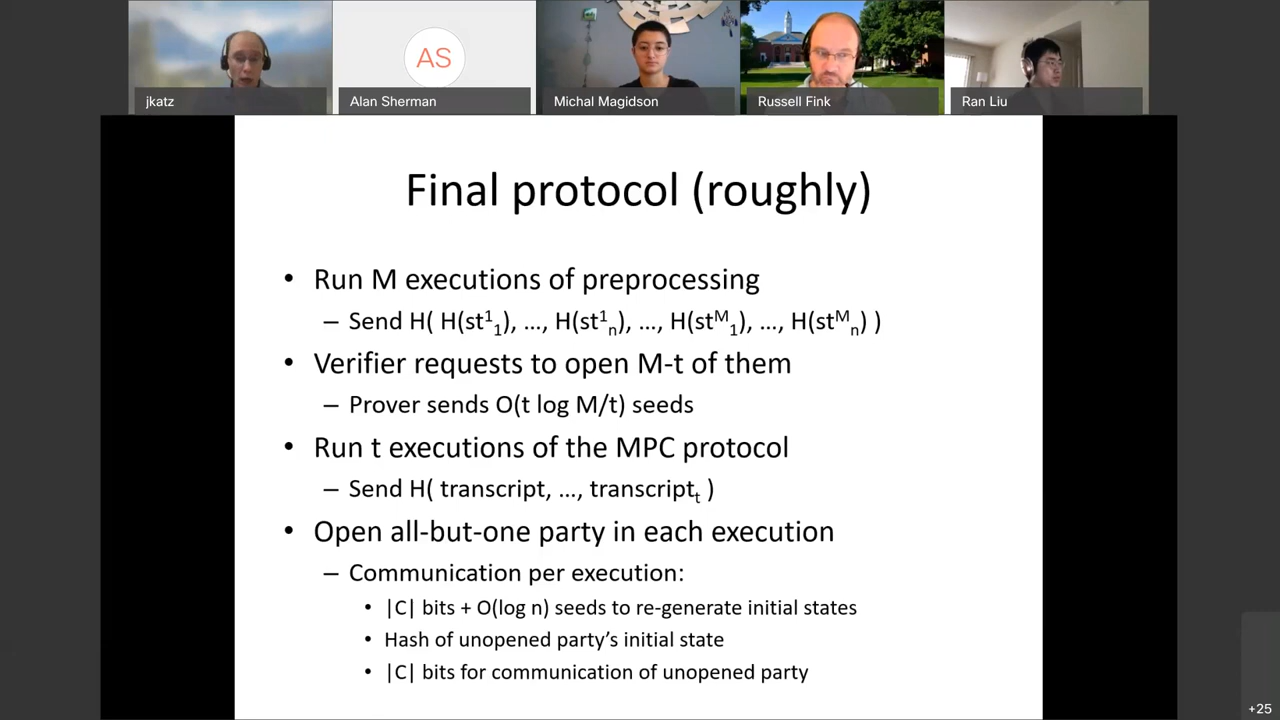 AS
jkatz
Alan Sherman
Michal Magidson
Russell Fink
Ran Liu
Final protocol (roughly)
• Run M executions of preprocessing
– Send H( H(st¹₁), …, H(st¹ₙ), …, H(stᴹ₁), …, H(stᴹₙ) )
• Verifier requests to open M-t of them
– Prover sends O(t log M/t) seeds
• Run t executions of the MPC protocol
– Send H( transcript, …, transcriptₜ )
• Open all-but-one party in each execution
– Communication per execution:
• |C| bits + O(log n) seeds to re-generate initial states
• Hash of unopened party’s initial state
• |C| bits for communication of unopened party
+25